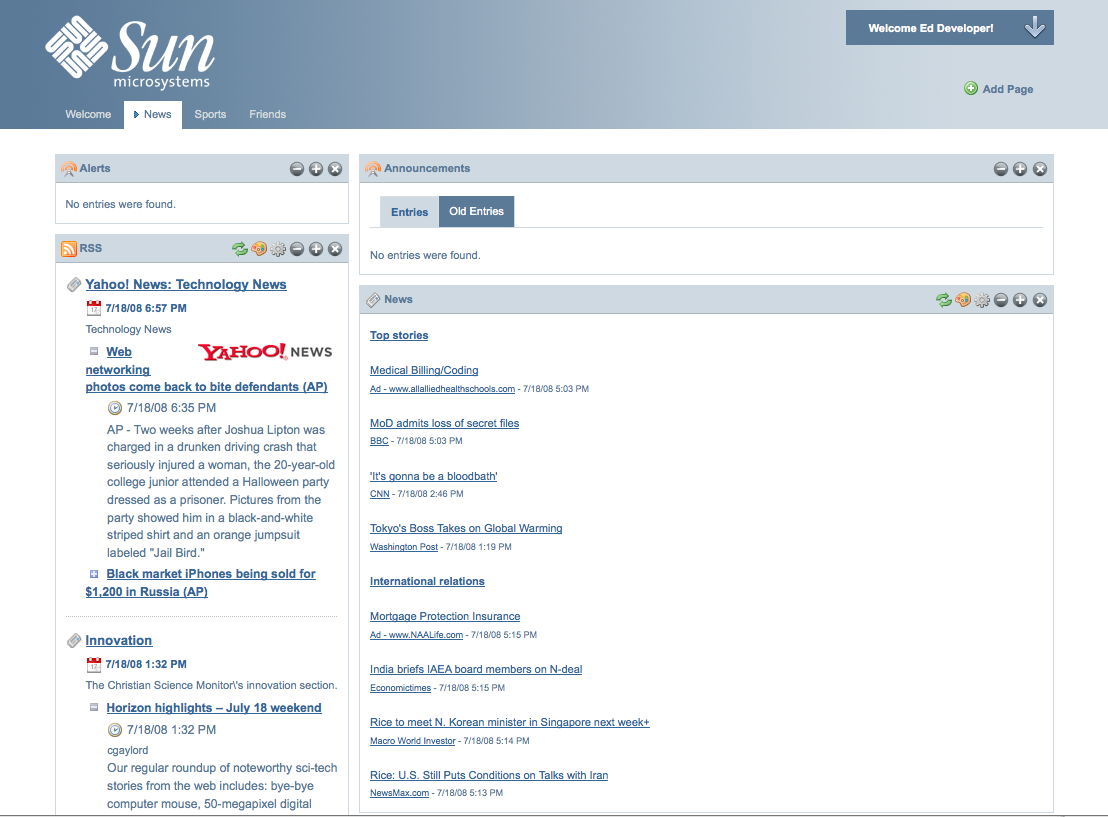 Sun
microsystems
Welcome Ed Developer!
Add Page
Welcome
News
Sports
Friends
Alerts
No entries were found.
RSS
Yahoo! News: Technology News
7/18/08 6:57 PM
Technology News
YAHOO! NEWS
Web
networking
photos come back to bite defendants (AP)
7/18/08 6:35 PM
AP - Two weeks after Joshua Lipton was
charged in a drunken driving crash that
seriously injured a woman, the 20-year-old
college junior attended a Halloween party
dressed as a prisoner. Pictures from the
party showed him in a black-and-white
striped shirt and an orange jumpsuit
labeled "Jail Bird."
Black market iPhones being sold for
$1,200 in Russia (AP)
Innovation
7/18/08 1:32 PM
The Christian Science Monitor\'s innovation section.
Horizon highlights – July 18 weekend
7/18/08 1:32 PM
cgaylord
Our regular roundup of noteworthy sci-tech
stories from the web includes: bye-bye
computer mouse, 50-megapixel digital
Announcements
Entries
Old Entries
No entries were found.
News
Top stories
Medical Billing/Coding
Ad - www.allalliedhealthschools.com - 7/18/08 5:03 PM
MoD admits loss of secret files
BBC - 7/18/08 5:03 PM
'It's gonna be a bloodbath'
CNN - 7/18/08 2:46 PM
Tokyo's Boss Takes on Global Warming
Washington Post - 7/18/08 1:19 PM
International relations
Mortgage Protection Insurance
Ad - www.NAALife.com - 7/18/08 5:15 PM
India briefs IAEA board members on N-deal
Economictimes - 7/18/08 5:15 PM
Rice to meet N. Korean minister in Singapore next week+
Macro World Investor - 7/18/08 5:14 PM
Rice: U.S. Still Puts Conditions on Talks with Iran
NewsMax.com - 7/18/08 5:13 PM